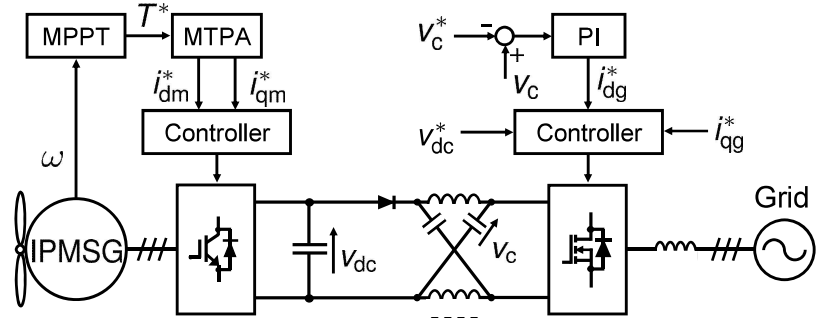 MPPT
T*
MTPA
i*dm
i*qm
Controller
ω
IPMSG
vdc
v*c
-
+
vc
PI
i*dg
v*dc
Controller
i*qg
vc
Grid